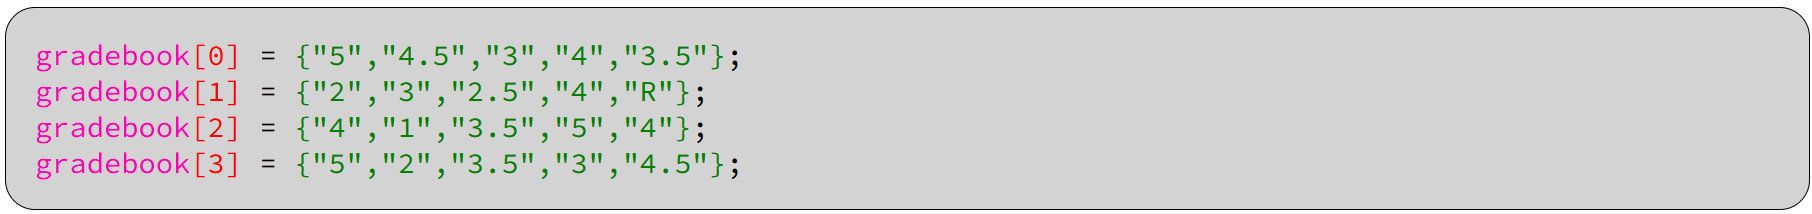 gradebook[0] = {"5","4.5","3","4","3.5"};
gradebook[1] = {"2","3","2.5","4","R"};
gradebook[2] = {"4","1","3.5","5","4"};
gradebook[3] = {"5","2","3.5","3","4.5"};